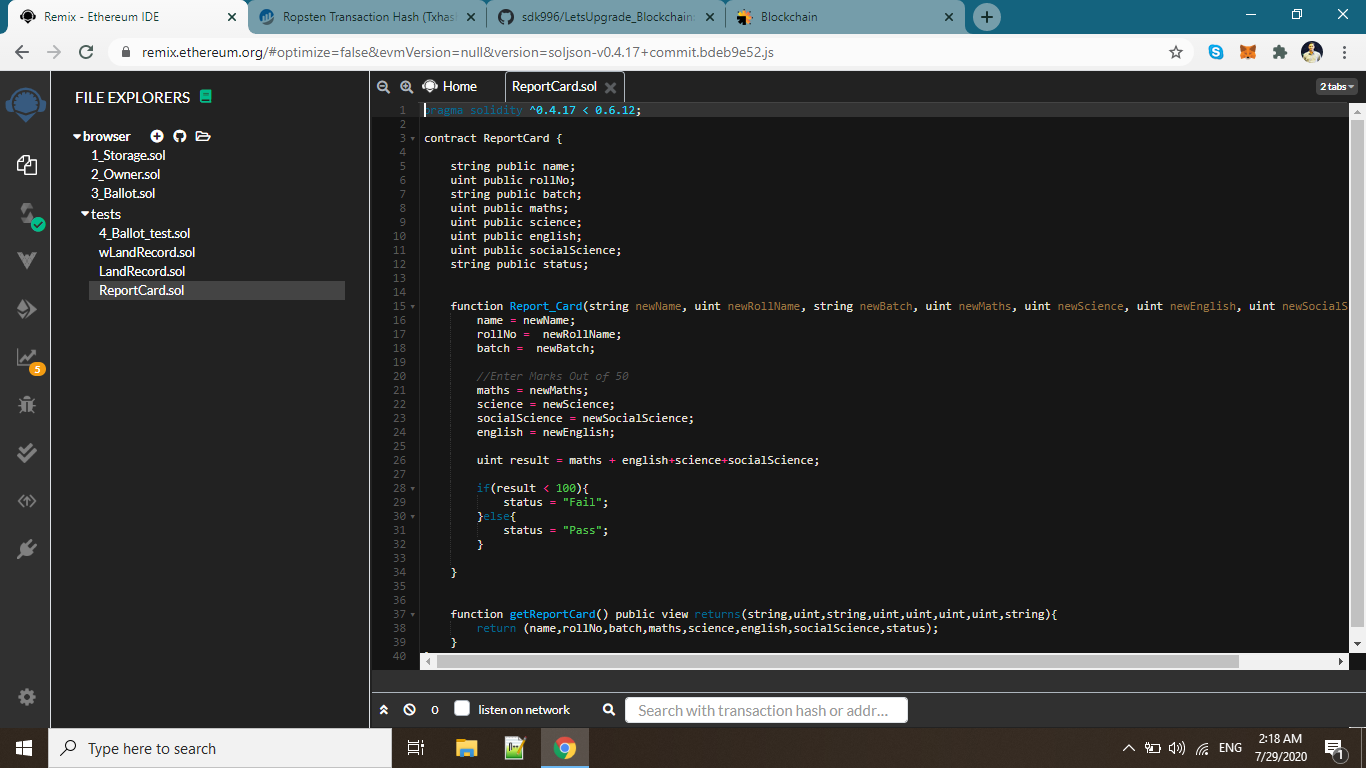 Remix - Ethereum IDE
Ropsten Transaction Hash (Txhas
sdk996/LetsUpgrade_Blockchain
Blockchain
remix.ethereum.org/#optimize=false&evmVersion=null&version=soljson-v0.4.17+commit.bdeb9e52.js
FILE EXPLORERS
Home
ReportCard.sol
2 tabs
browser
1_Storage.sol
2_Owner.sol
3_Ballot.sol
tests
4_Ballot_test.sol
wLandRecord.sol
LandRecord.sol
ReportCard.sol
5
1 pragma solidity ^0.4.17 < 0.6.12;
2
3 contract ReportCard {
4
5 string public name;
6 uint public rollNo;
7 string public batch;
8 uint public maths;
9 uint public science;
10 uint public english;
11 uint public socialScience;
12 string public status;
13
14
15 function Report_Card(string newName, uint newRollName, string newBatch, uint newMaths, uint newScience, uint newEnglish, uint newSocialS
16 name = newName;
17 rollNo =  newRollName;
18 batch =  newBatch;
19
20 //Enter Marks Out of 50
21 maths = newMaths;
22 science = newScience;
23 socialScience = newSocialScience;
24 english = newEnglish;
25
26 uint result = maths + english+science+socialScience;
27
28 if(result < 100){
29 status = "Fail";
30 }else{
31 status = "Pass";
32 }
33
34 }
35
36
37 function getReportCard() public view returns(string,uint,string,uint,uint,uint,uint,string){
38 return (name,rollNo,batch,maths,science,english,socialScience,status);
39 }
40
0
listen on network
Search with transaction hash or addr...
Type here to search
ENG
2:18 AM
7/29/2020
1